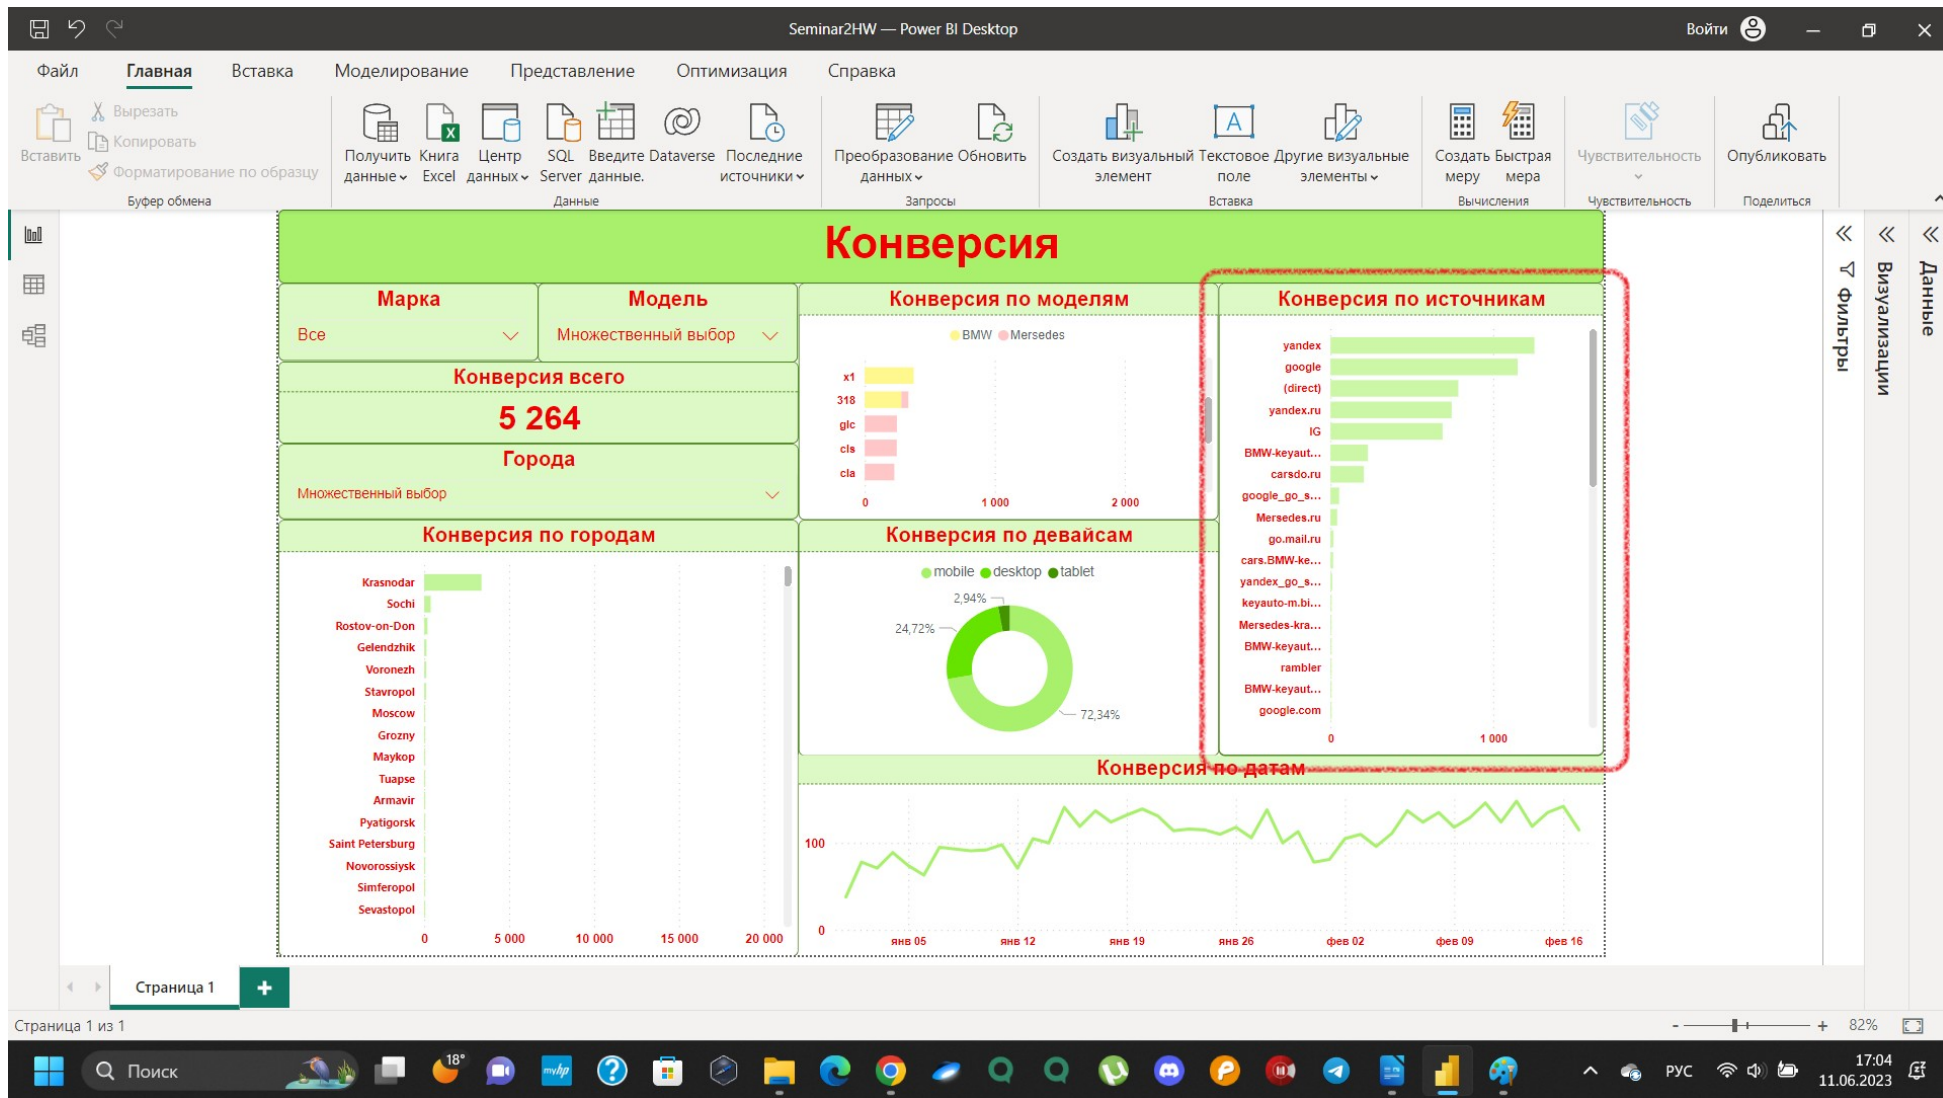 Seminar2HW — Power BI Desktop
Войти
Файл
Главная
Вставка
Моделирование
Представление
Оптимизация
Справка
Вставить
Вырезать
Копировать
Форматирование по образцу
Буфер обмена
Получить данные
Книга Excel
Центр данных
SQL Server
Введите данные.
Dataverse
Последние источники
Данные
Преобразование данных
Обновить
Запросы
Создать визуальный элемент
Текстовое поле
Другие визуальные элементы
Вставка
Создать меру
Быстрая мера
Вычисления
Чувствительность
Чувствительность
Опубликовать
Поделиться
Конверсия
Марка
Все
Модель
Множественный выбор
Конверсия всего
5 264
Города
Множественный выбор
Конверсия по моделям
BMW Mersedes
x1
318
glc
cls
cla
0 1 000 2 000
Конверсия по источникам
yandex
google
(direct)
yandex.ru
IG
BMW-keyaut...
carsdo.ru
google_go_s...
Mersedes.ru
go.mail.ru
cars.BMW-ke...
yandex_go_s...
keyauto-m.bi...
Mersedes-kra...
BMW-keyaut...
rambler
BMW-keyaut...
google.com
0 1 000
Конверсия по городам
Krasnodar
Sochi
Rostov-on-Don
Gelendzhik
Voronezh
Stavropol
Moscow
Grozny
Maykop
Tuapse
Armavir
Pyatigorsk
Saint Petersburg
Novorossiysk
Simferopol
Sevastopol
0 5 000 10 000 15 000 20 000
Конверсия по девайсам
mobile desktop tablet
2,94%
24,72%
72,34%
Конверсия по датам
100
0
янв 05 янв 12 янв 19 янв 26 фев 02 фев 09 фев 16
Фильтры
Визуализации
Данные
Страница 1
Страница 1 из 1
82%
Поиск
18°
myhp
РУС
17:04
11.06.2023